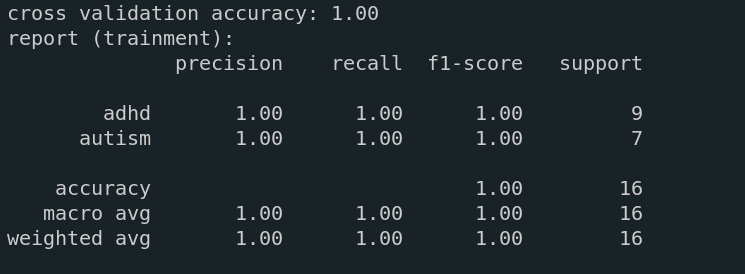 cross validation accuracy: 1.00
report (trainment):
precision recall f1-score support
adhd 1.00 1.00 1.00 9
autism 1.00 1.00 1.00 7
accuracy 1.00 16
macro avg 1.00 1.00 1.00 16
weighted avg 1.00 1.00 1.00 16